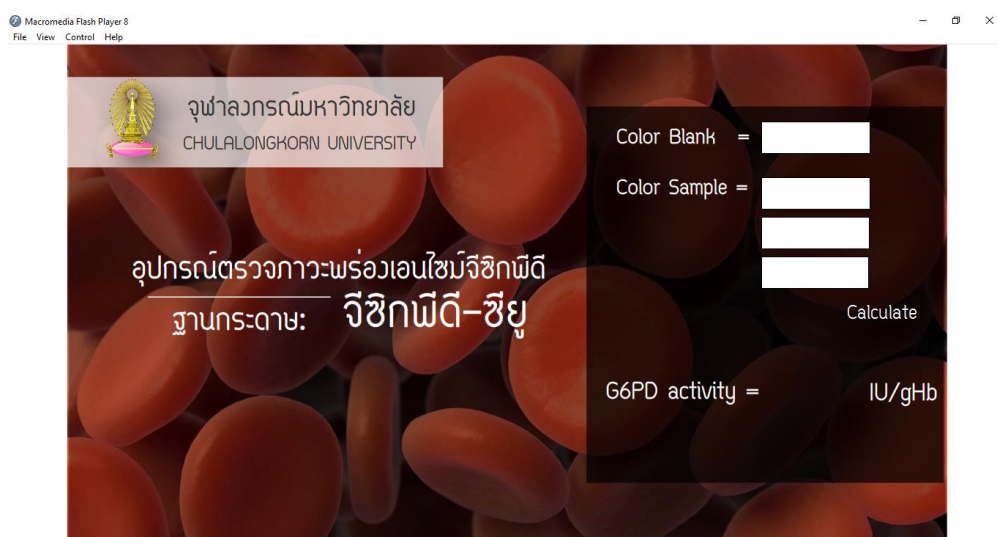 Macromedia Flash Player 8
File View Control Help
จุฬาลงกรณ์มหาวิทยาลัย
CHULALONGKORN UNIVERSITY
อุปกรณ์ตรวจภาวะพร่องเอนไซม์จีซิกพีดี
ฐานกระดาษ: จีซิกพีดี-ซียู
Color Blank =
Color Sample =
Calculate
G6PD activity = IU/gHb